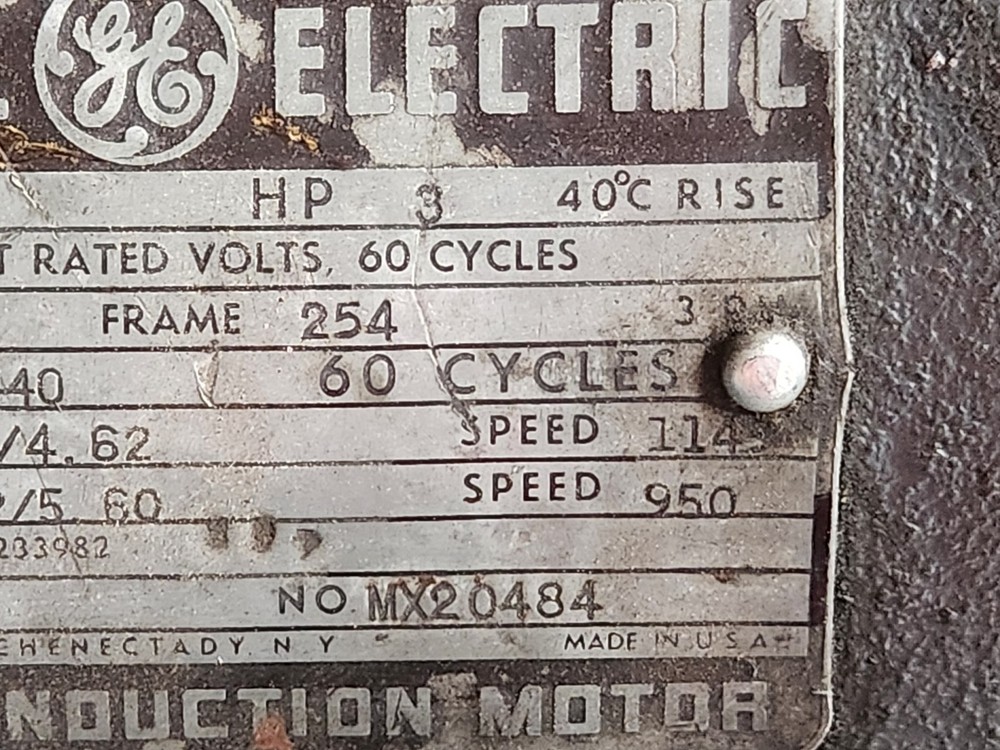 GE ELECTRIC
HP 3 40°C RISE
T RATED VOLTS, 60 CYCLES
FRAME 254 3
40 60 CYCLES
/4.62 SPEED 114
/5 60 SPEED 950
233982
NO MX20484
CHENECTADY. N Y MADE IN U S A
NDUCTION MOTOR